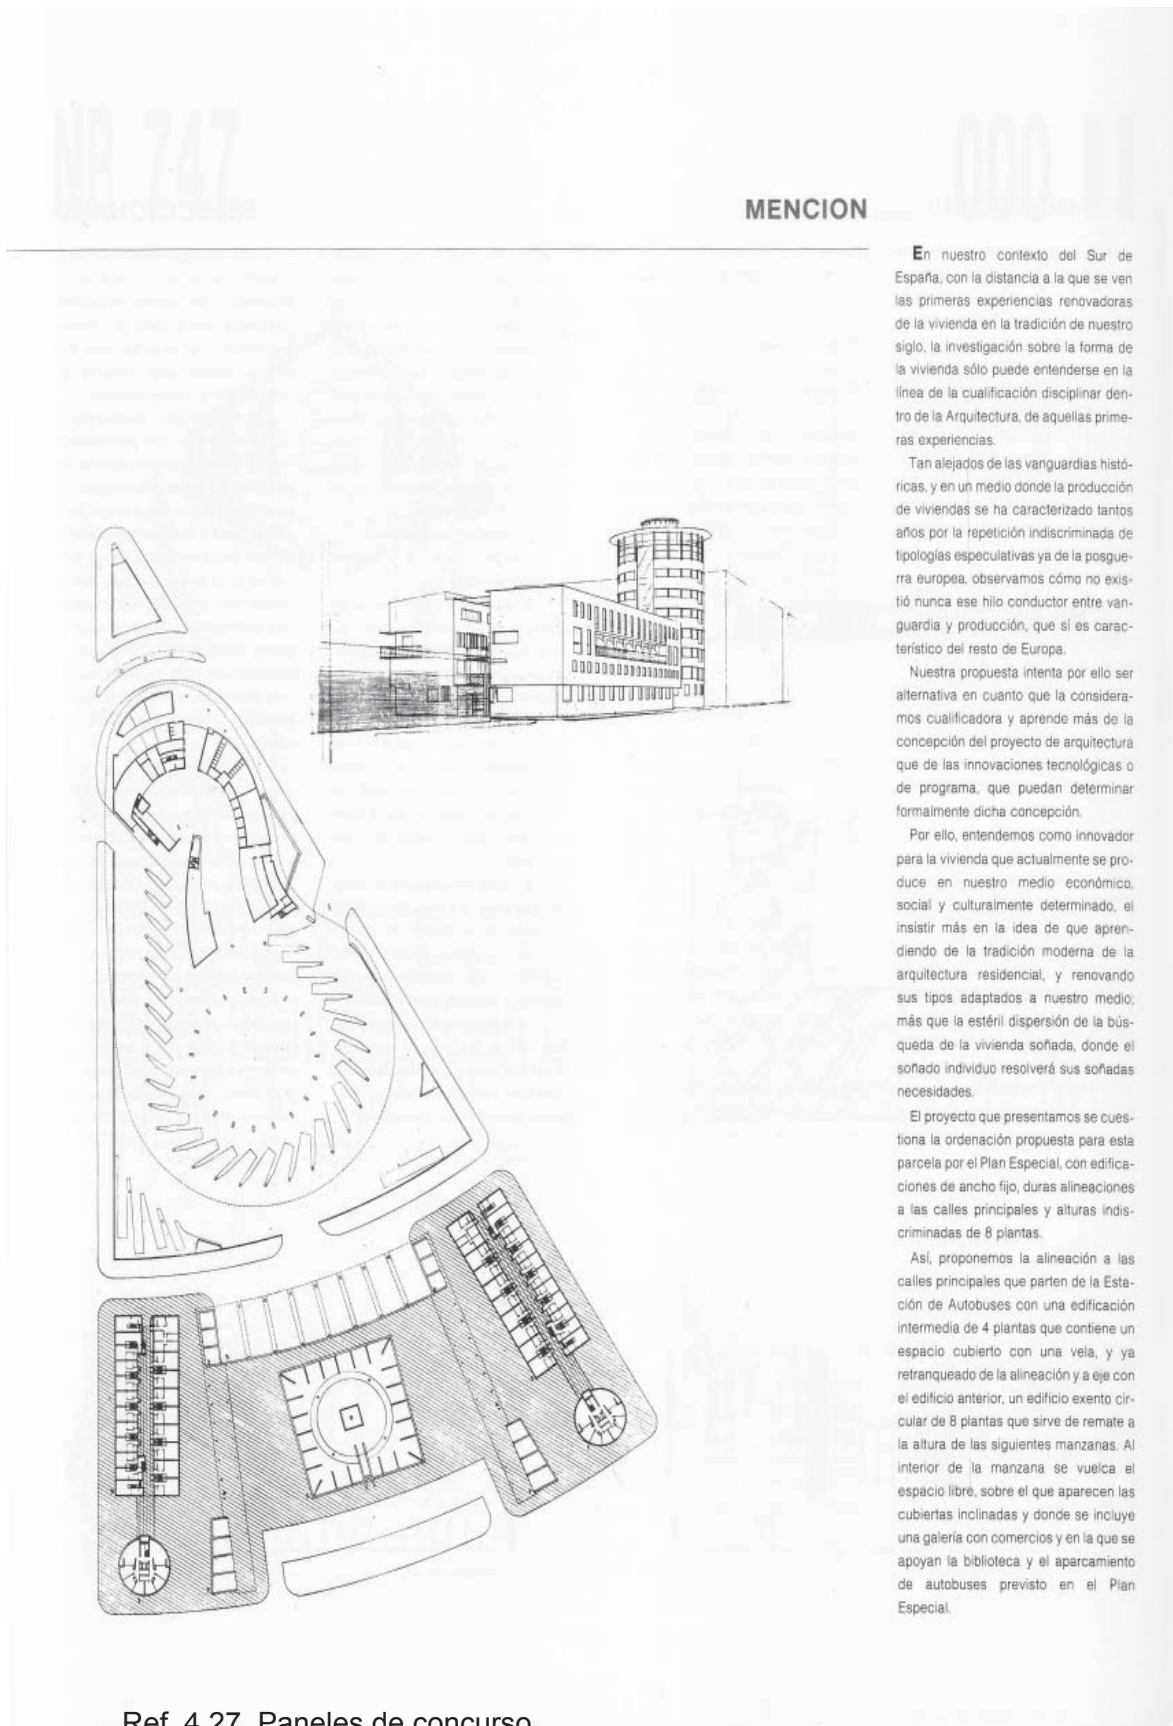 MENCION
En nuestro contexto del Sur de
España, con la distancia a la que se ven
las primeras experiencias renovadoras
de la vivienda en la tradición de nuestro
siglo, la investigación sobre la forma de
la vivienda sólo puede entenderse en la
línea de la cualificación disciplinar den-
tro de la Arquitectura, de aquellas prime-
ras experiencias.
Tan alejados de las vanguardias histó-
ricas, y en un medio donde la producción
de viviendas se ha caracterizado tantos
años por la repetición indiscriminada de
tipologías especulativas ya de la posgue-
rra europea, observamos cómo no exis-
tió nunca ese hilo conductor entre van-
guardia y producción, que sí es carac-
terístico del resto de Europa.
Nuestra propuesta intenta por ello ser
alternativa en cuanto que la considera-
mos cualificadora y aprende más de la
concepción del proyecto de arquitectura
que de las innovaciones tecnológicas o
de programa, que puedan determinar
formalmente dicha concepción.
Por ello, entendemos como innovador
para la vivienda que actualmente se pro-
duce en nuestro medio económico,
social y culturalmente determinado, el
insistir más en la idea de que apren-
diendo de la tradición moderna de la
arquitectura residencial, y renovando
sus tipos adaptados a nuestro medio;
más que la estéril dispersión de la bús-
queda de la vivienda soñada, donde el
soñado individuo resolverá sus soñadas
necesidades.
El proyecto que presentamos se cues-
tiona la ordenación propuesta para esta
parcela por el Plan Especial, con edifica-
ciones de ancho fijo, duras alineaciones
a las calles principales y alturas indis-
criminadas de 8 plantas.
Así, proponemos la alineación a las
calles principales que parten de la Esta-
ción de Autobuses con una edificación
intermedia de 4 plantas que contiene un
espacio cubierto con una vela, y ya
retranqueado de la alineación y a eje con
el edificio anterior, un edificio exento cir-
cular de 8 plantas que sirve de remate a
la altura de las siguientes manzanas. Al
interior de la manzana se vuelca el
espacio libre, sobre el que aparecen las
cubiertas inclinadas y donde se incluye
una galería con comercios y en la que se
apoyan la biblioteca y el aparcamiento
de autobuses previsto en el Plan
Especial.
Ref. 4.27. Paneles de concurso